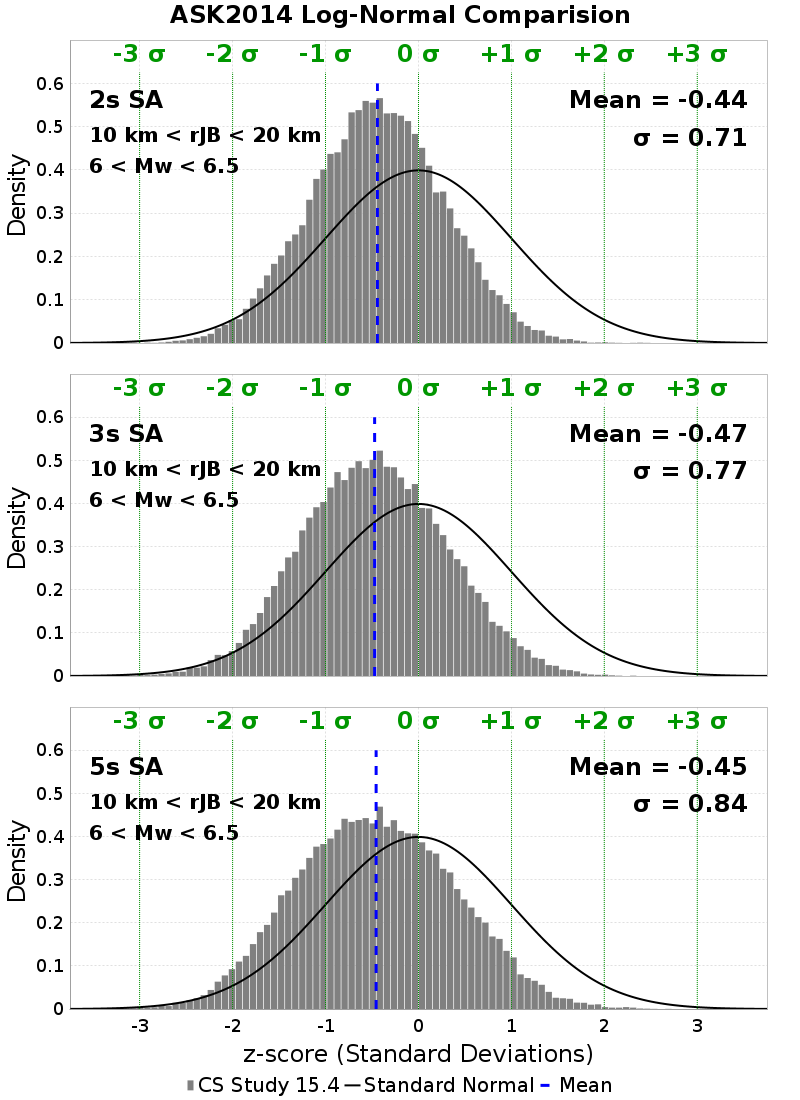 ASK2014 Log-Normal Comparision
-3 σ -2 σ -1 σ 0 σ +1 σ +2 σ +3 σ
0.6
2s SA
Mean = -0.44
0.5
10 km < rJB < 20 km
σ = 0.71
6 < Mw < 6.5
0.4
0.3
0.2
0.1
0
Density
-3 σ -2 σ -1 σ 0 σ +1 σ +2 σ +3 σ
0.6
3s SA
Mean = -0.47
0.5
10 km < rJB < 20 km
σ = 0.77
6 < Mw < 6.5
0.4
0.3
0.2
0.1
0
Density
-3 σ -2 σ -1 σ 0 σ +1 σ +2 σ +3 σ
0.6
5s SA
Mean = -0.45
0.5
10 km < rJB < 20 km
σ = 0.84
6 < Mw < 6.5
0.4
0.3
0.2
0.1
0
Density
-3 -2 -1 0 1 2 3
z-score (Standard Deviations)
CS Study 15.4 Standard Normal Mean